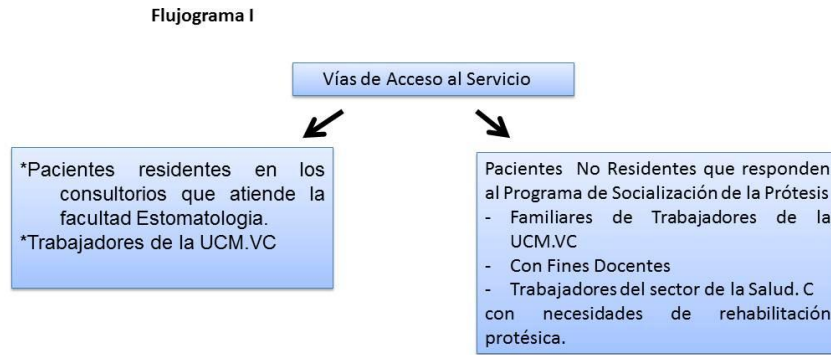 Flujograma I
Vías de Acceso al Servicio
*Pacientes residentes en los
consultorios que atiende la
facultad Estomatologia.
*Trabajadores de la UCM.VC
Pacientes No Residentes que responden
al Programa de Socialización de la Prótesis
- Familiares de Trabajadores de la
UCM.VC
- Con Fines Docentes
- Trabajadores del sector de la Salud. C
con necesidades de rehabilitación
protésica.